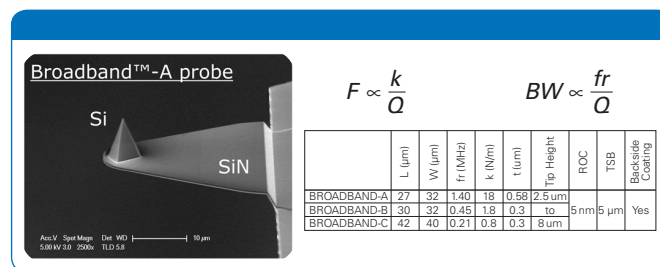 Broadband™-A probe
Si
SiN
Acc.V Spot Magn Det WD 10 µm
5.00 kV 3.0 2500x TLD 5.8
F ∝ k/Q
BW ∝ fr/Q
L (µm) W (µm) fr (MHz) k (N/m) t (um) Tip Height ROC TSB Backside Coating
BROADBAND-A 27 32 1.40 18 0.58 2.5 um
BROADBAND-B 30 32 0.45 1.8 0.3 to 5 nm 5 µm Yes
BROADBAND-C 42 40 0.21 0.8 0.3 8 um